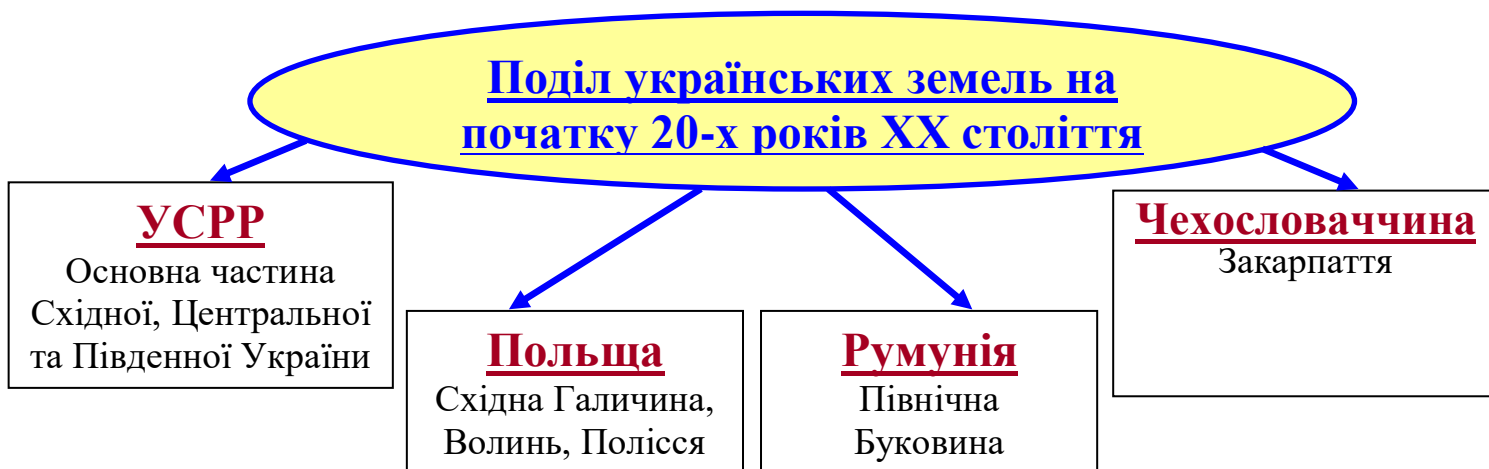 Поділ українських земель на
початку 20-х років ХХ століття
УСРР
Основна частина
Східної, Центральної
та Південної України
Польща
Східна Галичина,
Волинь, Полісся
Румунія
Північна
Буковина
Чехословаччина
Закарпаття